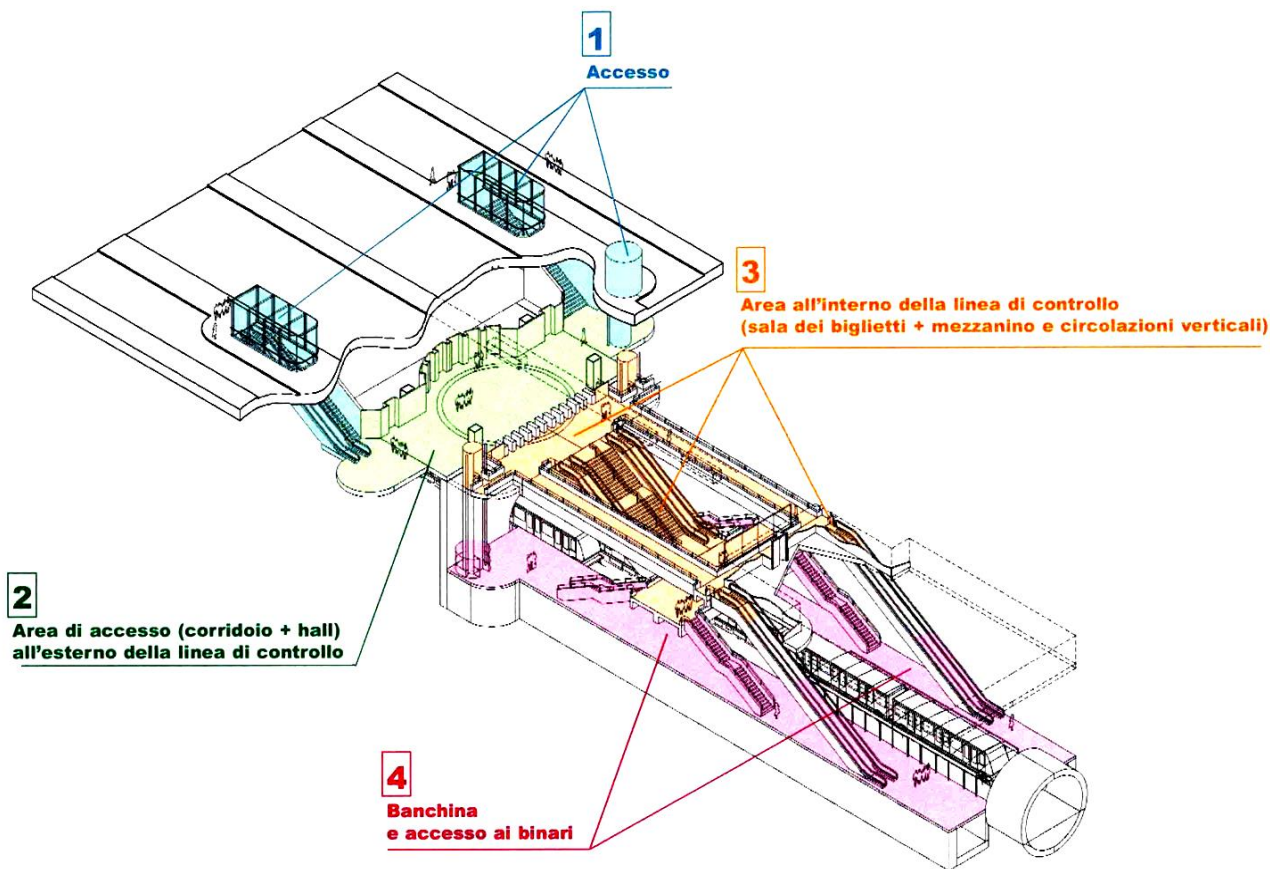 1
Accesso
3
Area all'interno della linea di controllo
(sala dei biglietti + mezzanino e circolazioni verticali)
2
Area di accesso (corridoio + hall)
all'esterno della linea di controllo
4
Banchina
e accesso ai binari